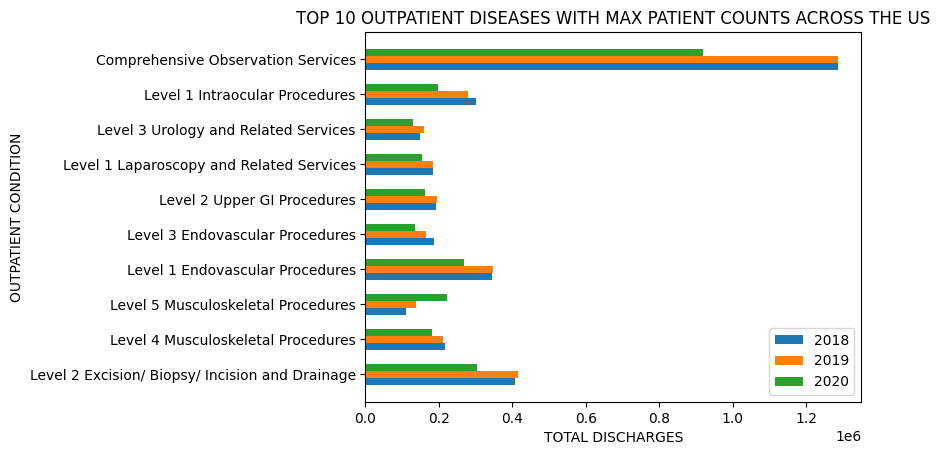 TOP 10 OUTPATIENT DISEASES WITH MAX PATIENT COUNTS ACROSS THE US
OUTPATIENT CONDITION
Comprehensive Observation Services
Level 1 Intraocular Procedures
Level 3 Urology and Related Services
Level 1 Laparoscopy and Related Services
Level 2 Upper GI Procedures
Level 3 Endovascular Procedures
Level 1 Endovascular Procedures
Level 5 Musculoskeletal Procedures
Level 4 Musculoskeletal Procedures
Level 2 Excision/ Biopsy/ Incision and Drainage
2018
2019
2020
0.0 0.2 0.4 0.6 0.8 1.0 1.2
1e6
TOTAL DISCHARGES